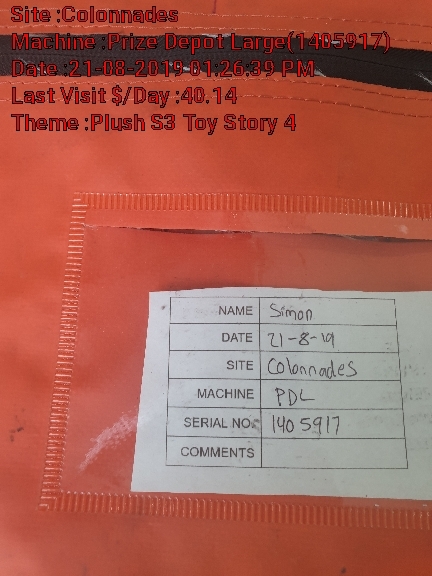 Site :Colonnades
Machine :Prize Depot Large(1405917)
Date :21-08-2019 01:26:39 PM
Last Visit $/Day :40.14
Theme :Plush S3 Toy Story 4
NAME Simon
DATE 21-8-19
SITE Colonnades
MACHINE PDL
SERIAL NO. 1405917
COMMENTS